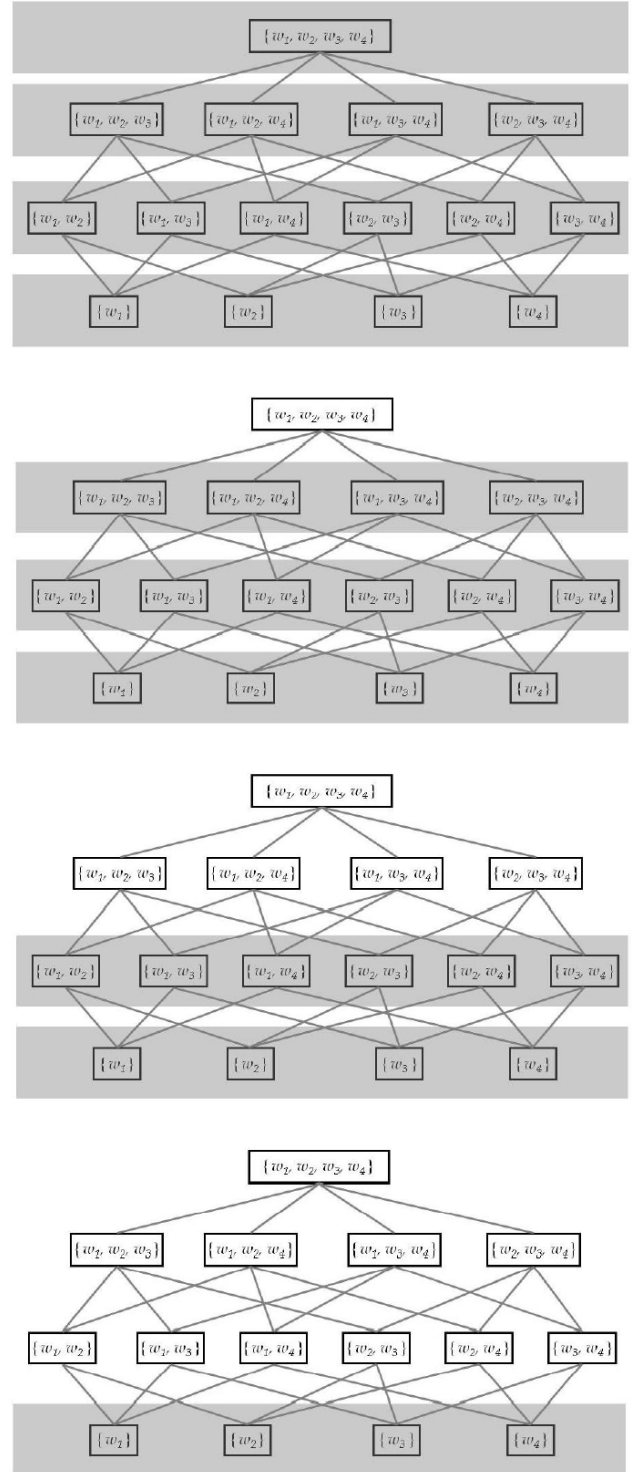 {w₁, w₂, w₃, w₄}
{w₁, w₂, w₃} {w₁, w₂, w₄} {w₁, w₃, w₄} {w₂, w₃, w₄}
{w₁, w₂} {w₁, w₃} {w₁, w₄} {w₂, w₃} {w₂, w₄} {w₃, w₄}
{w₁} {w₂} {w₃} {w₄}
{w₁, w₂, w₃, w₄}
{w₁, w₂, w₃} {w₁, w₂, w₄} {w₁, w₃, w₄} {w₂, w₃, w₄}
{w₁, w₂} {w₁, w₃} {w₁, w₄} {w₂, w₃} {w₂, w₄} {w₃, w₄}
{w₁} {w₂} {w₃} {w₄}
{w₁, w₂, w₃, w₄}
{w₁, w₂, w₃} {w₁, w₂, w₄} {w₁, w₃, w₄} {w₂, w₃, w₄}
{w₁, w₂} {w₁, w₃} {w₁, w₄} {w₂, w₃} {w₂, w₄} {w₃, w₄}
{w₁} {w₂} {w₃} {w₄}
{w₁, w₂, w₃, w₄}
{w₁, w₂, w₃} {w₁, w₂, w₄} {w₁, w₃, w₄} {w₂, w₃, w₄}
{w₁, w₂} {w₁, w₃} {w₁, w₄} {w₂, w₃} {w₂, w₄} {w₃, w₄}
{w₁} {w₂} {w₃} {w₄}